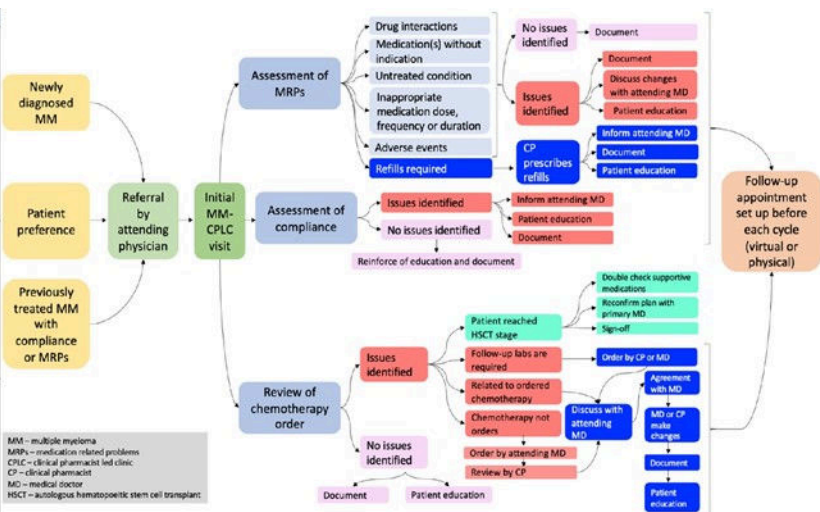 Newly
diagnosed
MM
Patient
preference
Previously
treated MM
with
compliance
or MRPs
Referral
by
attending
physician
Initial
MM-
CPLC
visit
Assessment of
MRPs
Drug interactions
Medication(s) without
indication
Untreated condition
Inappropriate
medication dose,
frequency or duration
Adverse events
Refills required
No issues
identified
Document
Issues
identified
Document
Discuss changes
with attending MD
Patient education
CP
prescribes
refills
Inform attending MD
Document
Patient education
Assessment of
compliance
Issues identified
Inform attending MD
Patient education
Document
No issues identified
Reinforce of education and document
Review of
chemotherapy
order
Issues
identified
Patient reached
HSCT stage
Double check supportive
medications
Reconfirm plan with
primary MD
Sign-off
Follow-up labs are
required
Order by CP or MD
Related to ordered
chemotherapy
Chemotherapy not
orders
Order by attending MD
Review by CP
Discuss with
attending
MD
Agreement
with MD
MD or CP
make
changes
Document
Patient
education
No issues
identified
Document
Patient education
Follow-up
appointment
set up before
each cycle
(virtual or
physical)
MM – multiple myeloma
MRPs – medication related problems
CPLC – clinical pharmacist led clinic
CP – clinical pharmacist
MD – medical doctor
HSCT – autologous hematopoeitic stem cell transplant